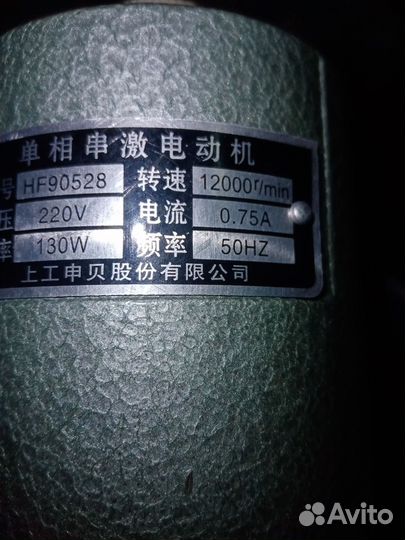 单相串激电动机
号 HF90528 转速 12000r/min
压 220V 电流 0.75A
率 130W 频率 50HZ
上工申贝股份有限公司
Avito